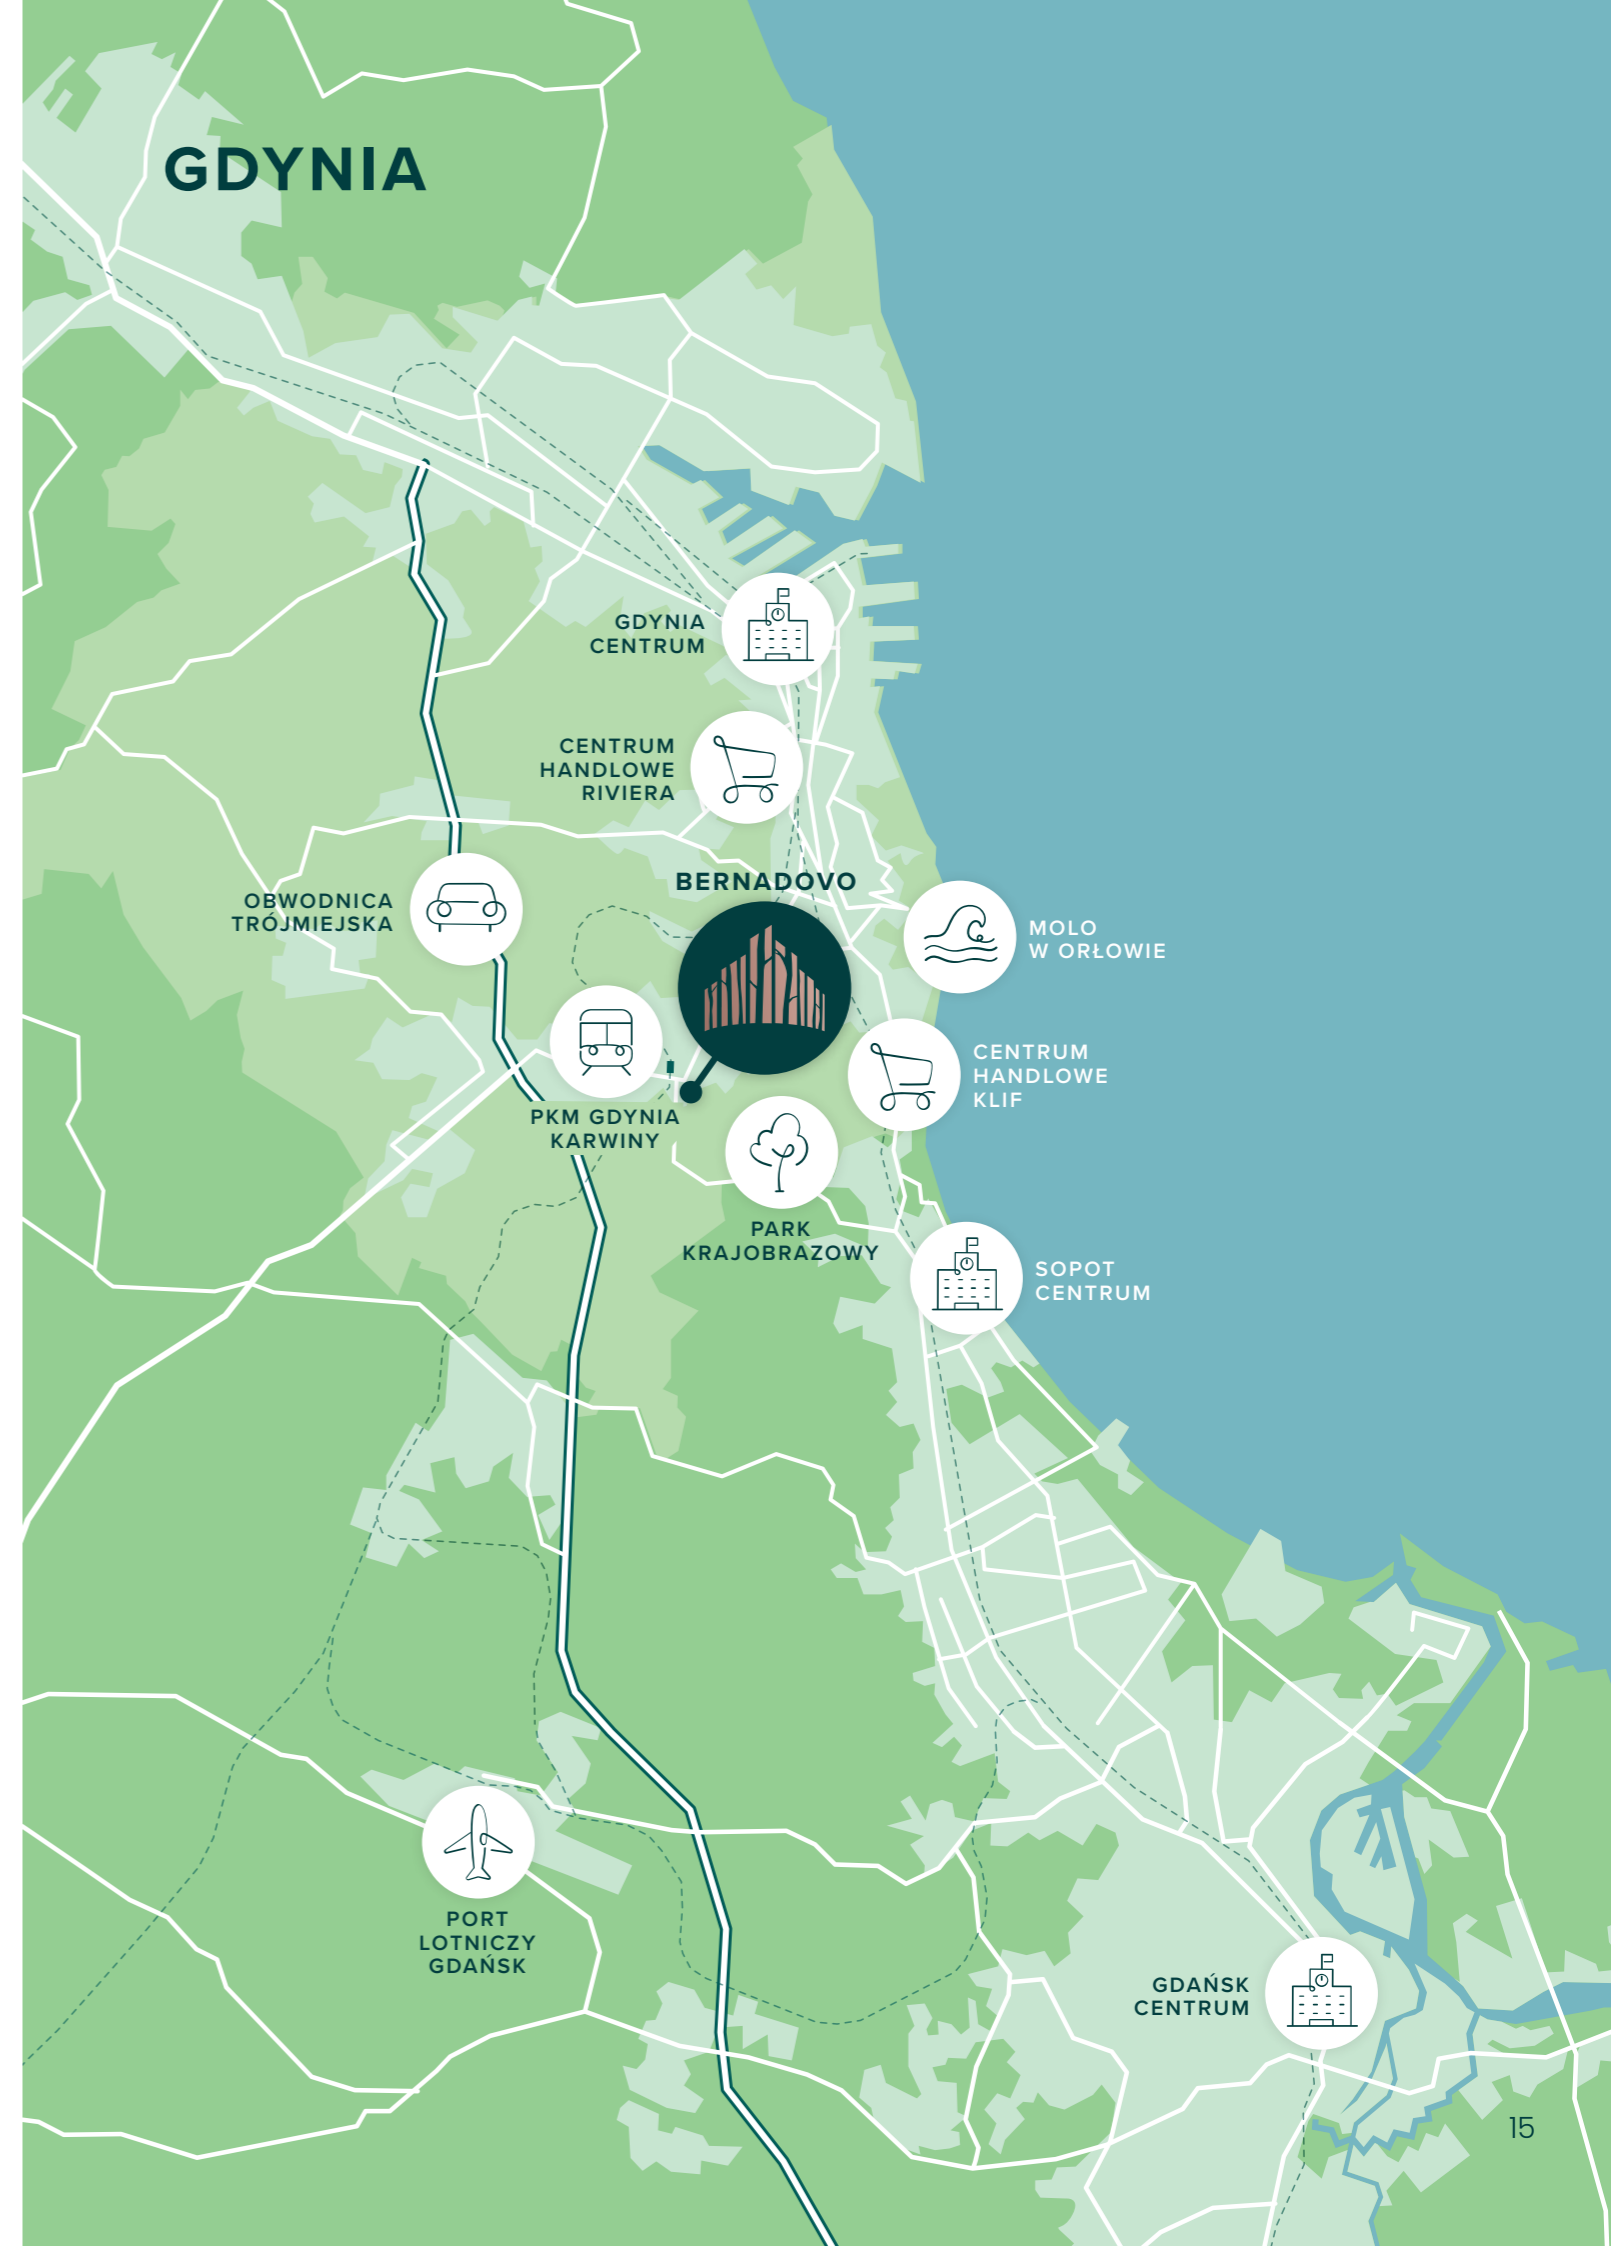 GDYNIA
GDYNIA
CENTRUM
CENTRUM
HANDLOWE
RIVIERA
BERNADOVO
OBWODNICA
TRÓJMIEJSKA
MOLO
W ORŁOWIE
CENTRUM
HANDLOWE
KLIF
PKM GDYNIA
KARWINY
PARK
KRAJOBRAZOWY
SOPOT
CENTRUM
PORT
LOTNICZY
GDAŃSK
GDAŃSK
CENTRUM
15